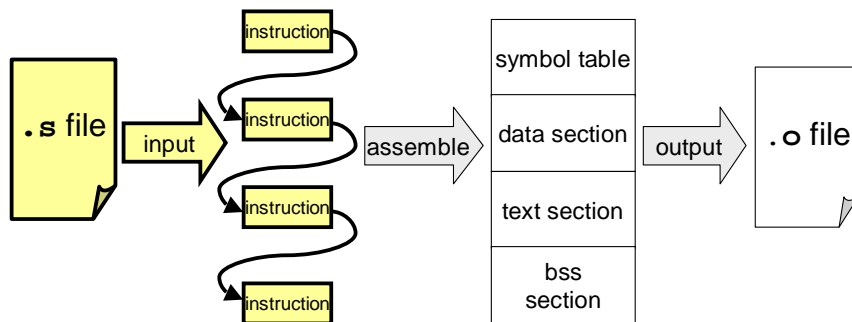 .s file
input
instruction
instruction
instruction
instruction
assemble
symbol table
data section
text section
bss
section
output
.o file